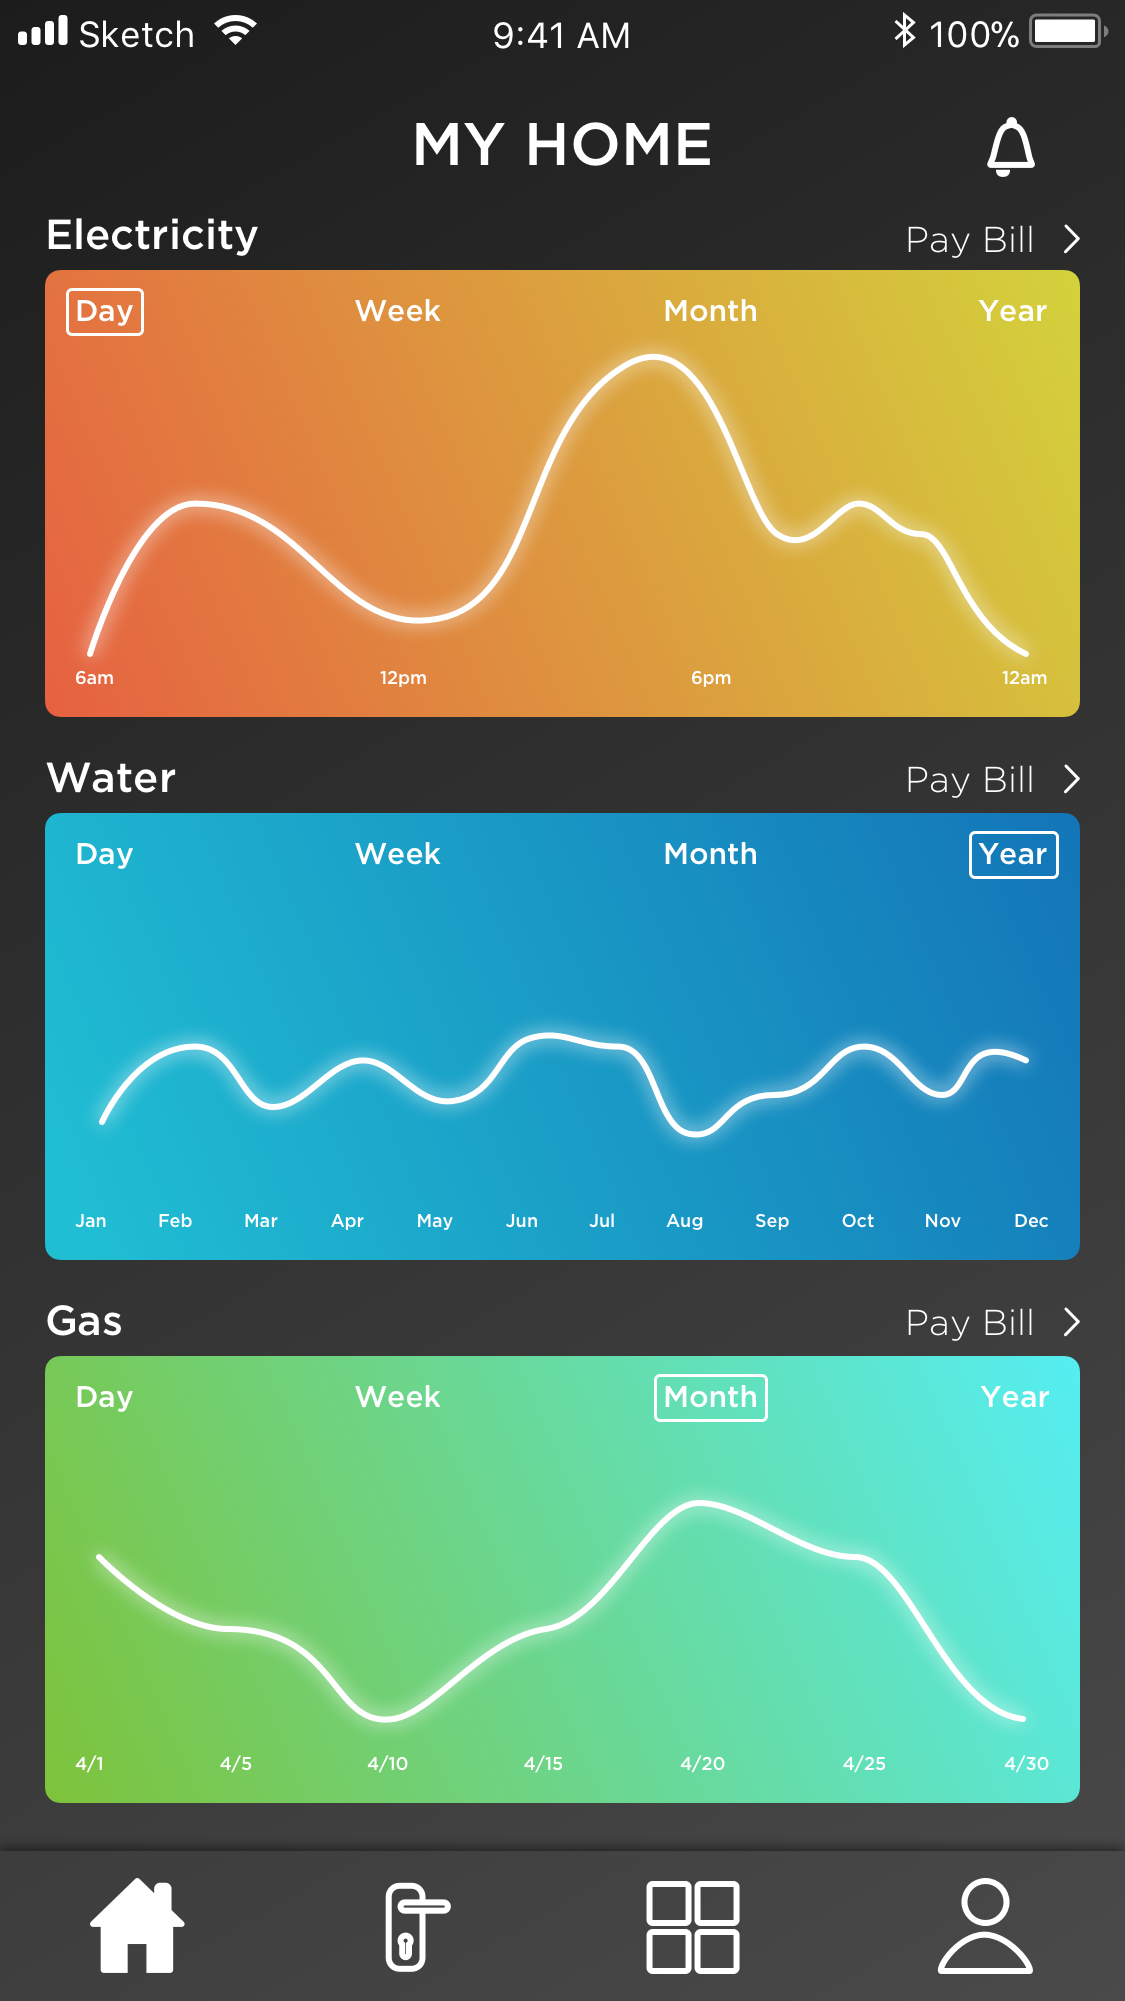 Sketch 9:41 AM 100%
MY HOME
Electricity Pay Bill
Day Week Month Year
6am 12pm 6pm 12am
Water Pay Bill
Day Week Month Year
Jan Feb Mar Apr May Jun Jul Aug Sep Oct Nov Dec
Gas Pay Bill
Day Week Month Year
4/1 4/5 4/10 4/15 4/20 4/25 4/30